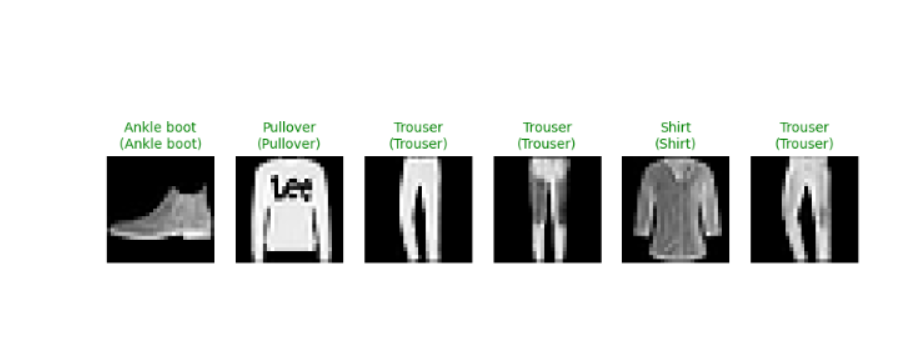 Ankle boot
(Ankle boot)
Pullover
(Pullover)
Trouser
(Trouser)
Trouser
(Trouser)
Shirt
(Shirt)
Trouser
(Trouser)
Lee